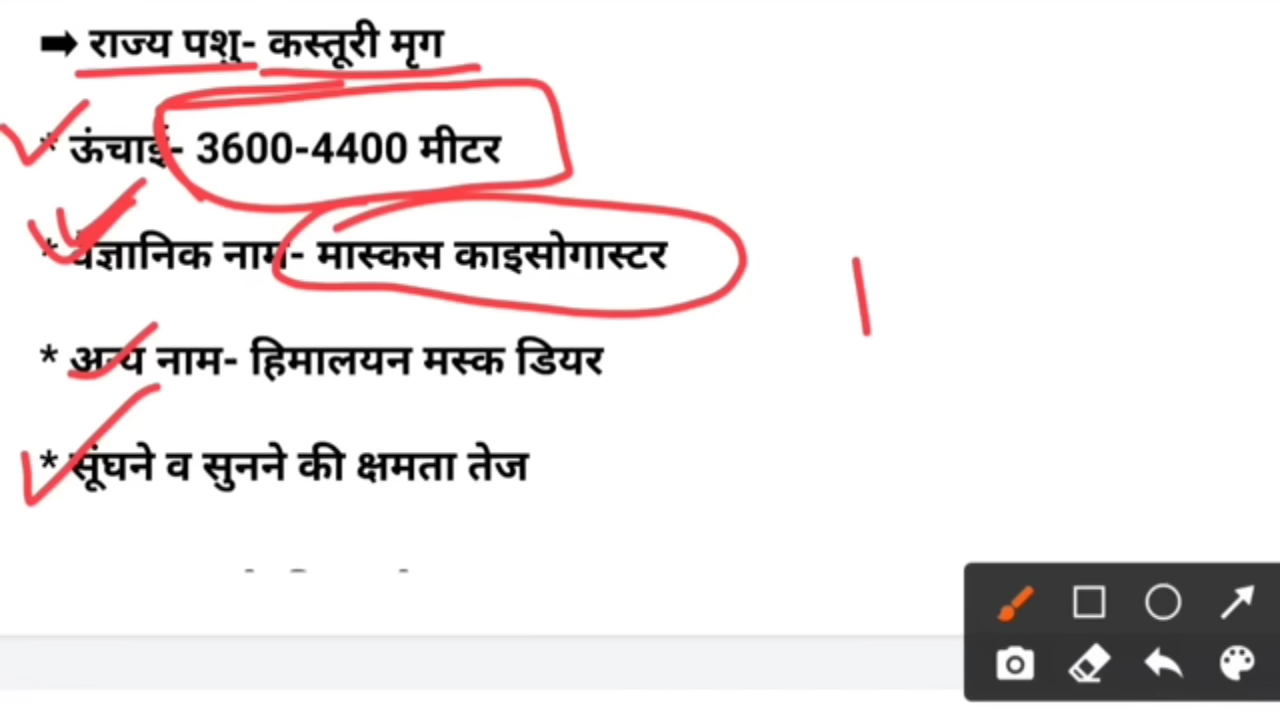 ➡ राज्य पशु- कस्तूरी मृग
* ऊंचाई- 3600-4400 मीटर
* वैज्ञानिक नाम- मास्कस काइसोगास्टर
* अन्य नाम- हिमालयन मस्क डियर
* सूंघने व सुनने की क्षमता तेज